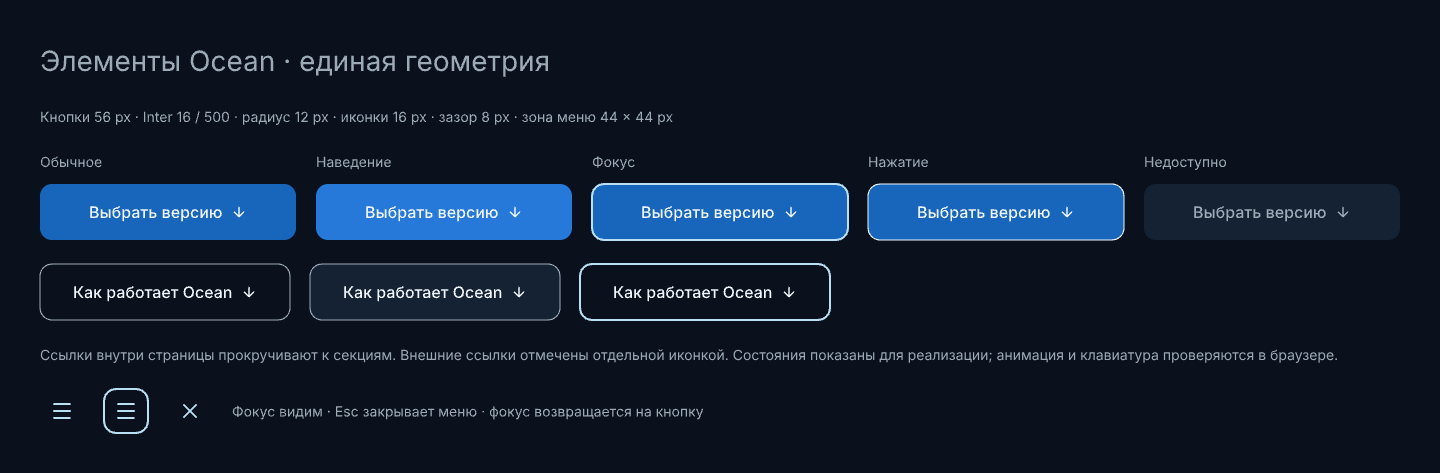 Элементы Ocean · единая геометрия
Кнопки 56 px · Inter 16 / 500 · радиус 12 px · иконки 16 px · зазор 8 px · зона меню 44 × 44 px
Обычное Наведение Фокус Нажатие Недоступно
Выбрать версию ↓ Выбрать версию ↓ Выбрать версию ↓ Выбрать версию ↓ Выбрать версию ↓
Как работает Ocean ↓ Как работает Ocean ↓ Как работает Ocean ↓
Ссылки внутри страницы прокручивают к секциям. Внешние ссылки отмечены отдельной иконкой. Состояния показаны для реализации; анимация и клавиатура проверяются в браузере.
Фокус видим · Esc закрывает меню · фокус возвращается на кнопку